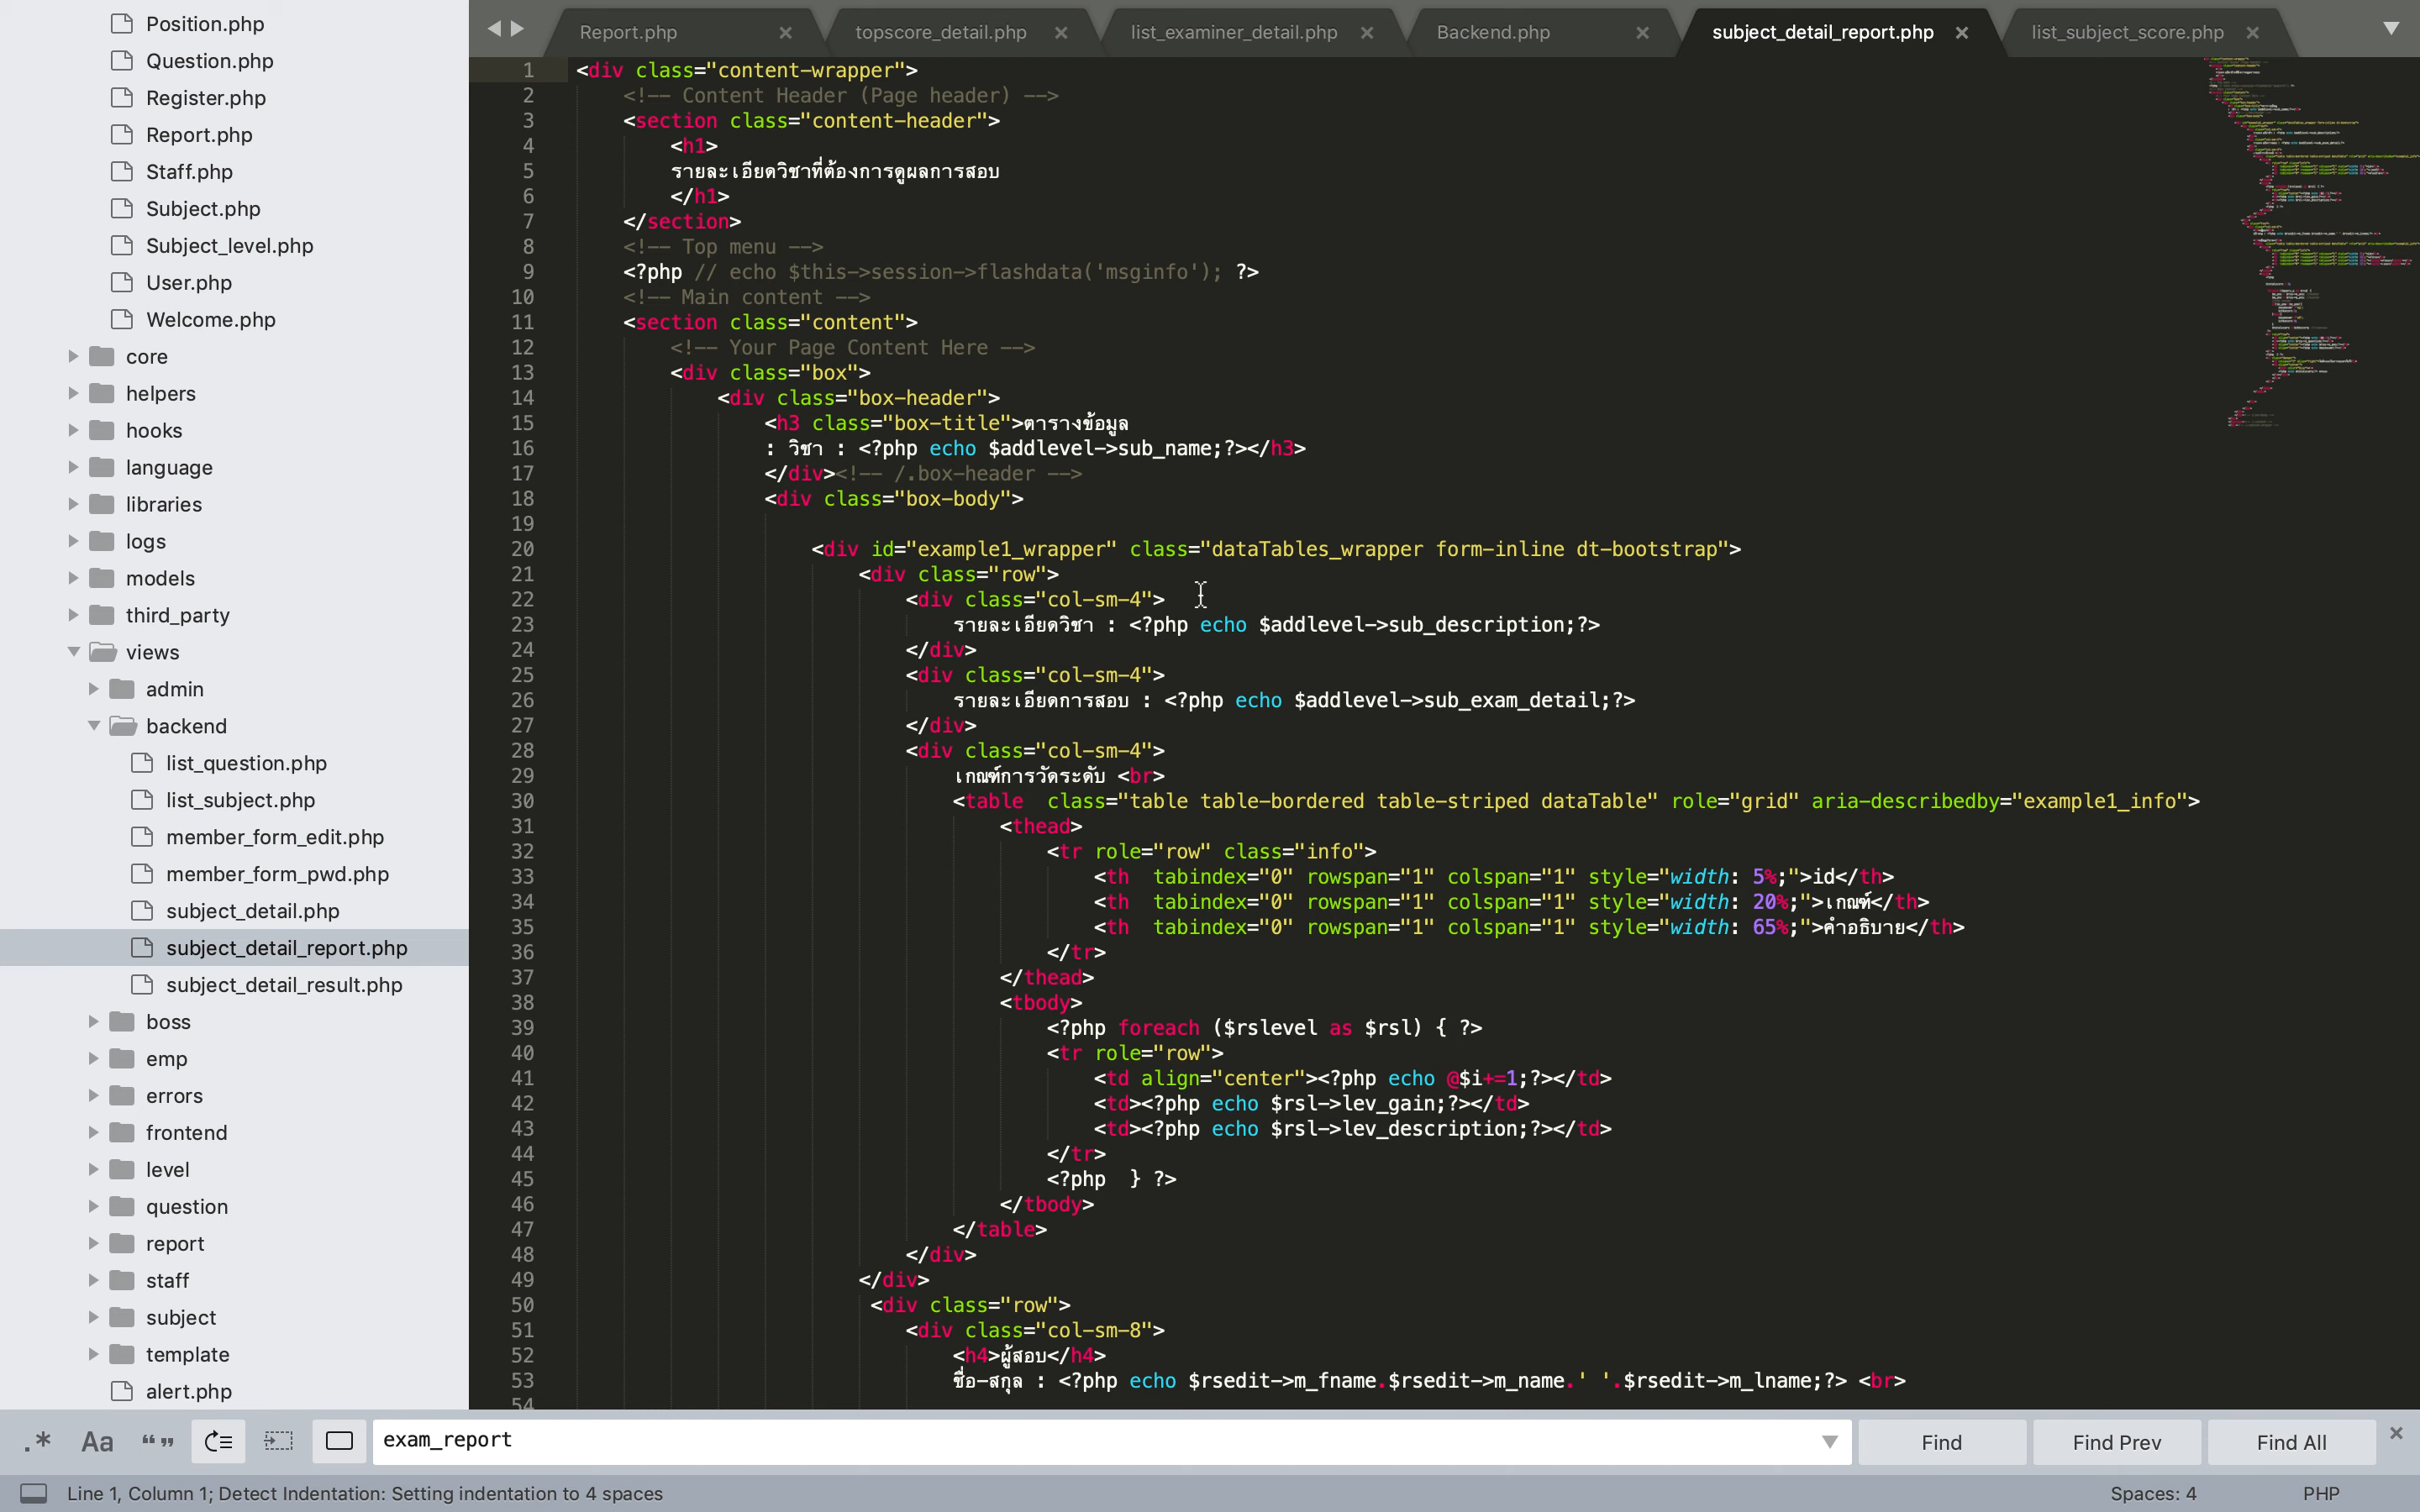 Position.php
Question.php
Register.php
Report.php
Staff.php
Subject.php
Subject_level.php
User.php
Welcome.php
core
helpers
hooks
language
libraries
logs
models
third_party
views
admin
backend
list_question.php
list_subject.php
member_form_edit.php
member_form_pwd.php
subject_detail.php
subject_detail_report.php
subject_detail_result.php
boss
emp
errors
frontend
level
question
report
staff
subject
template
alert.php
Report.php × topscore_detail.php × list_examiner_detail.php × Backend.php × subject_detail_report.php × list_subject_score.php ×
1 <div class="content-wrapper">
2 <!-- Content Header (Page header) -->
3 <section class="content-header">
4 <h1>
5 รายละเอียดวิชาที่ต้องการดูผลการสอบ
6 </h1>
7 </section>
8 <!-- Top menu -->
9 <?php // echo $this->session->flashdata('msginfo'); ?>
10 <!-- Main content -->
11 <section class="content">
12 <!-- Your Page Content Here -->
13 <div class="box">
14 <div class="box-header">
15 <h3 class="box-title">ตารางข้อมูล
16 : วิชา : <?php echo $addlevel->sub_name;?></h3>
17 </div><!-- /.box-header -->
18 <div class="box-body">
19
20 <div id="example1_wrapper" class="dataTables_wrapper form-inline dt-bootstrap">
21 <div class="row">
22 <div class="col-sm-4">
23 รายละเอียดวิชา : <?php echo $addlevel->sub_description;?>
24 </div>
25 <div class="col-sm-4">
26 รายละเอียดการสอบ : <?php echo $addlevel->sub_exam_detail;?>
27 </div>
28 <div class="col-sm-4">
29 เกณฑ์การวัดระดับ <br>
30 <table  class="table table-bordered table-striped dataTable" role="grid" aria-describedby="example1_info">
31 <thead>
32 <tr role="row" class="info">
33 <th  tabindex="0" rowspan="1" colspan="1" style="width: 5%;">id</th>
34 <th  tabindex="0" rowspan="1" colspan="1" style="width: 20%;">เกณฑ์</th>
35 <th  tabindex="0" rowspan="1" colspan="1" style="width: 65%;">คำอธิบาย</th>
36 </tr>
37 </thead>
38 <tbody>
39 <?php foreach ($rslevel as $rsl) { ?>
40 <tr role="row">
41 <td align="center"><?php echo @$i+=1;?></td>
42 <td><?php echo $rsl->lev_gain;?></td>
43 <td><?php echo $rsl->lev_description;?></td>
44 </tr>
45 <?php  } ?>
46 </tbody>
47 </table>
48 </div>
49 </div>
50 <div class="row">
51 <div class="col-sm-8">
52 <h4>ผู้สอบ</h4>
53 ชื่อ-สกุล : <?php echo $rsedit->m_fname.$rsedit->m_name.' '.$rsedit->m_lname;?> <br>
54
.* Aa “” exam_report Find Find Prev Find All ×
Line 1, Column 1; Detect Indentation: Setting indentation to 4 spaces Spaces: 4 PHP